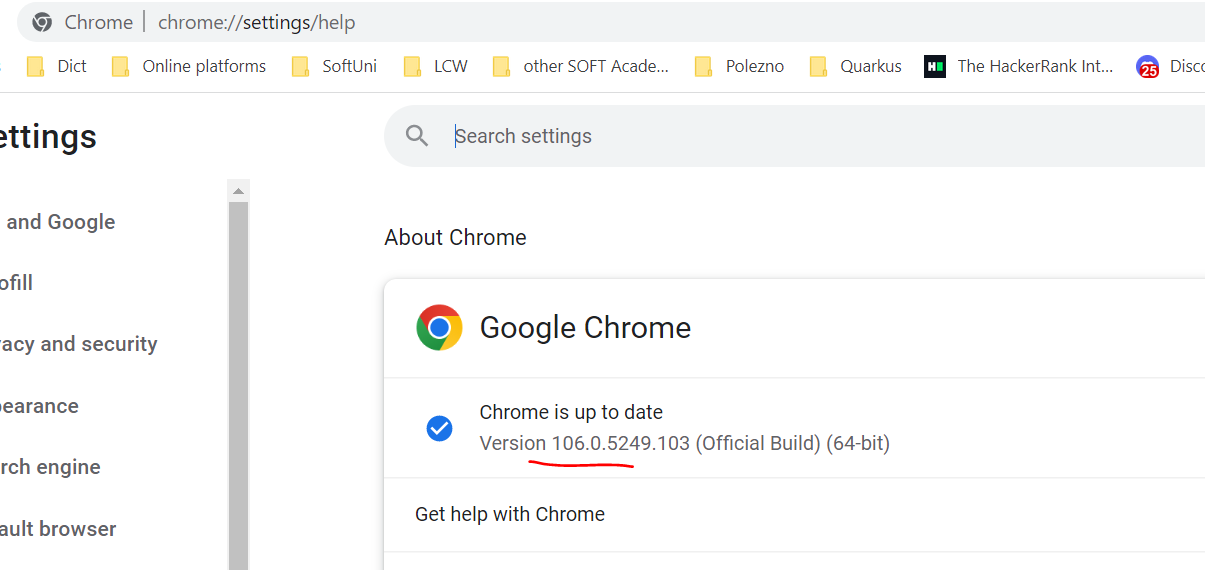 Chrome | chrome://settings/help
Dict Online platforms SoftUni LCW other SOFT Acade... Polezno Quarkus The HackerRank Int... 25
ettings
Search settings
and Google
About Chrome
ofill
Google Chrome
acy and security
earance
Chrome is up to date
Version 106.0.5249.103 (Official Build) (64-bit)
rch engine
Get help with Chrome
ault browser